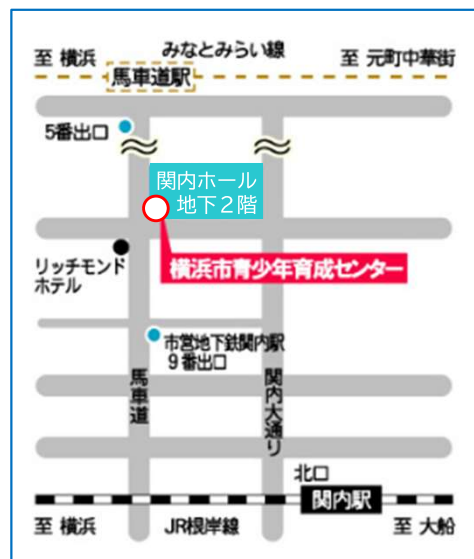 みなとみらい線
至 横浜
至 元町中華街
馬車道駅
5番出口
関内ホール
地下2階
横浜市青少年育成センター
リッチモンド
ホテル
市営地下鉄関内駅
9番出口
馬車道
関内大通り
北口
関内駅
至 横浜
JR根岸線
至 大船